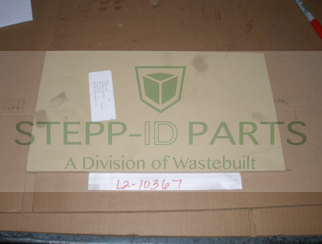 STEPP-ID PARTS
A Division of Wastebuilt
L2-10367